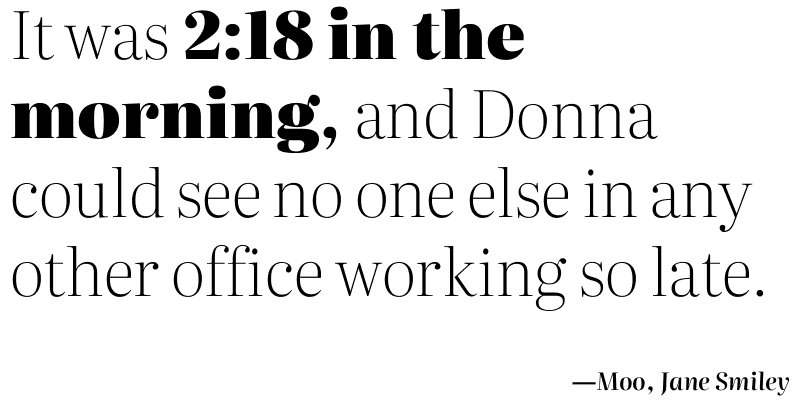 It was 2:18 in the
morning, and Donna
could see no one else in any
other office working so late.
—Moo, Jane Smiley